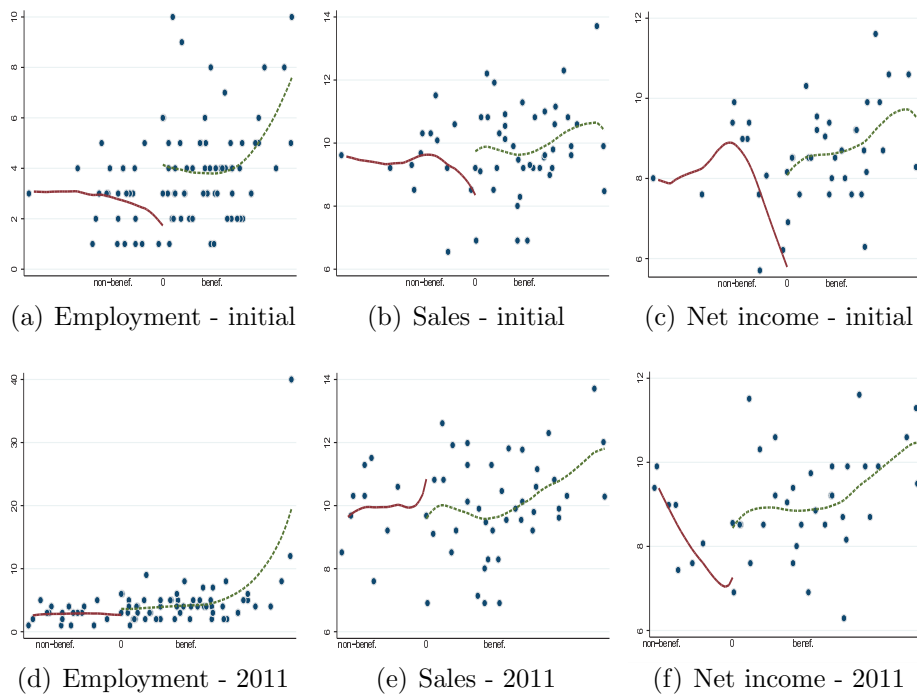 10
8
6
4
2
0
non-benef. 0 benef.
14
12
10
8
6
non-benef. 0 benef.
12
10
8
6
non-benef. 0 benef.
(a) Employment - initial
(b) Sales - initial
(c) Net income - initial
40
30
20
10
0
non-benef. 0 benef.
14
12
10
8
6
non-benef. 0 benef.
12
10
8
6
non-benef. 0 benef.
(d) Employment - 2011
(e) Sales - 2011
(f) Net income - 2011